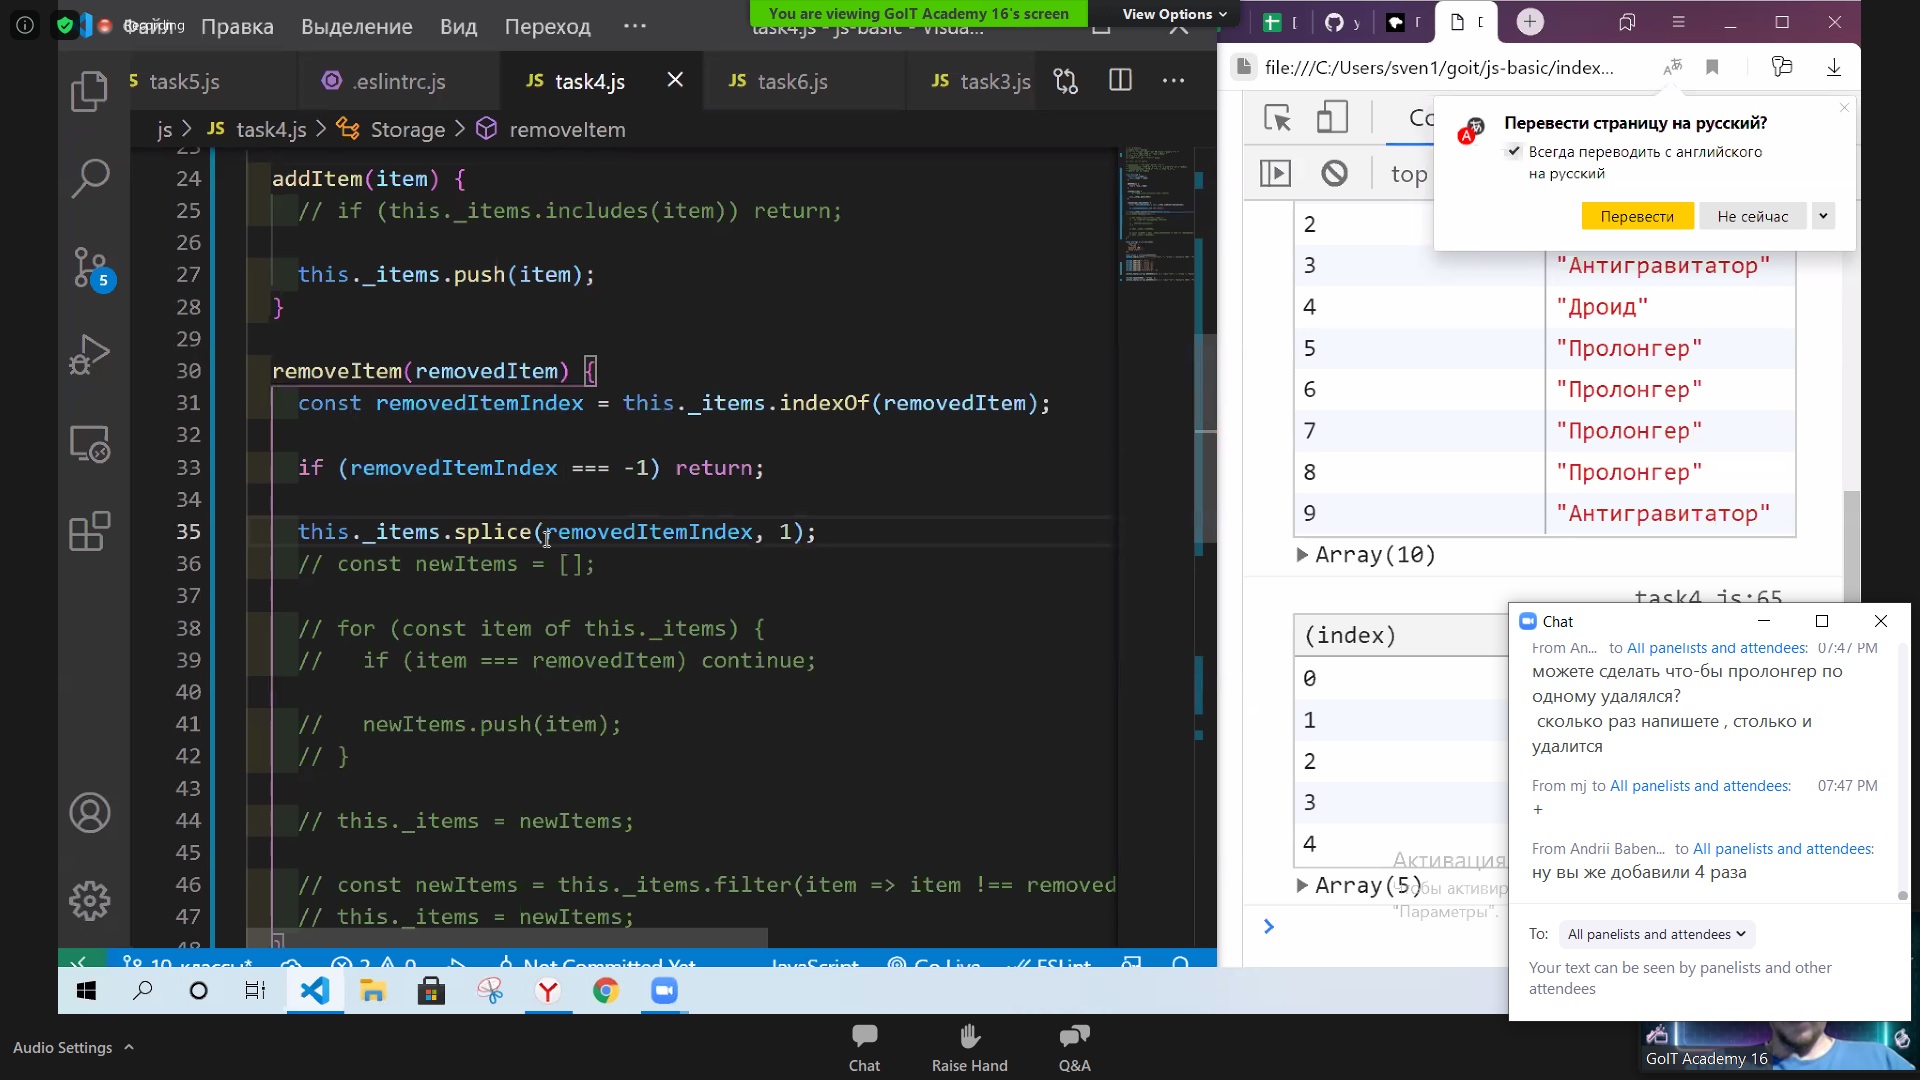 Recording
Файл Правка Выделение Вид Переход ···
You are viewing GoIT Academy 16's screen
View Options
task5.js
.eslintrc.js
JS task4.js
JS task6.js
JS task3.js
js > JS task4.js > Storage > removeItem
23
24 addItem(item) {
25 // if (this._items.includes(item)) return;
26
27 this._items.push(item);
28 }
29
30 removeItem(removedItem) {
31 const removedItemIndex = this._items.indexOf(removedItem);
32
33 if (removedItemIndex === -1) return;
34
35 this._items.splice(removedItemIndex, 1);
36 // const newItems = [];
37
38 // for (const item of this._items) {
39 //   if (item === removedItem) continue;
40
41 //   newItems.push(item);
42 // }
43
44 // this._items = newItems;
45
46 // const newItems = this._items.filter(item => item !== removed
47 // this._items = newItems;
48 }
5
Not Committed Yet
JavaScript
Go Live
ESLint
file:///C:/Users/sven1/goit/js-basic/index...
Перевести страницу на русский?
Всегда переводить с английского
на русский
Перевести
Не сейчас
top
2
3 "Антигравитатор"
4 "Дроид"
5 "Пролонгер"
6 "Пролонгер"
7 "Пролонгер"
8 "Пролонгер"
9 "Антигравитатор"
Array(10)
task4.js:65
(index)
0
1
2
3
4
Array(5)
Активация
Чтобы активир
"Параметры".
Chat
From An... to All panelists and attendees: 07:47 PM
можете сделать что-бы пролонгер по
одному удалялся?
сколько раз напишете , столько и
удалится
From mj to All panelists and attendees: 07:47 PM
+
From Andrii Baben... to All panelists and attendees:
ну вы же добавили 4 раза
To: All panelists and attendees
Your text can be seen by panelists and other
attendees
Audio Settings
Chat
Raise Hand
Q&A
GoIT Academy 16